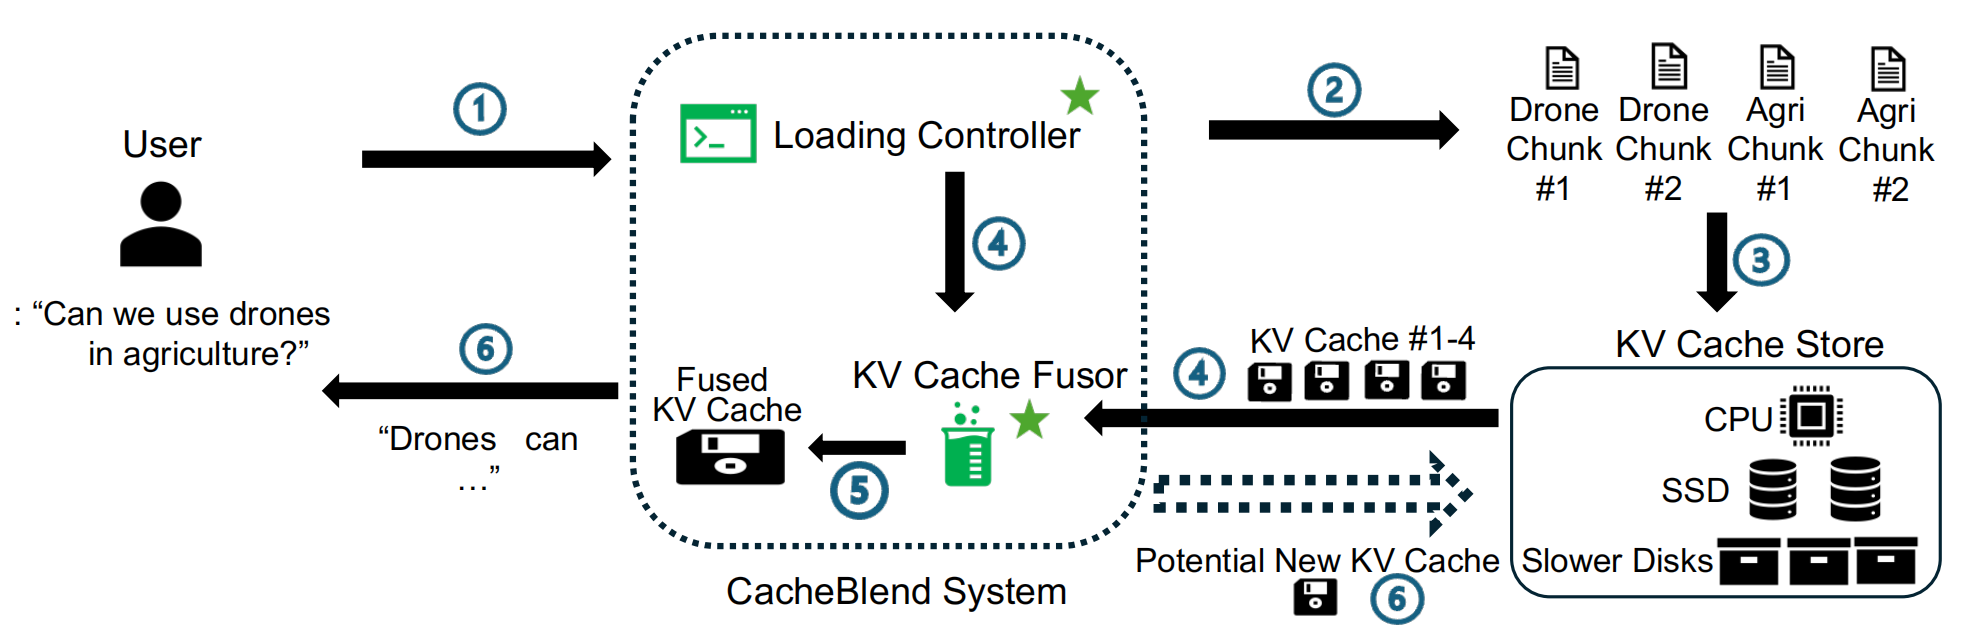 User
: “Can we use drones
in agriculture?”
①
⑥
“Drones can
…”
Loading Controller
>_
④
KV Cache Fusor
Fused
KV Cache
⑤
CacheBlend System
②
Drone
Chunk
#1
Drone
Chunk
#2
Agri
Chunk
#1
Agri
Chunk
#2
③
KV Cache Store
④
KV Cache #1-4
CPU
SSD
Slower Disks
Potential New KV Cache
⑥